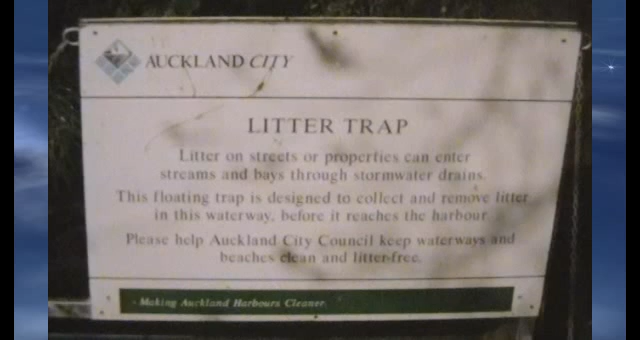 AUCKLAND CITY
LITTER TRAP
Litter on streets or properties can enter
streams and bays through stormwater drains.
This floating trap is designed to collect and remove litter
in this waterway, before it reaches the harbour
Please help Auckland City Council keep waterways and
beaches clean and litter-free.
- Making Auckland Harbours Cleaner.